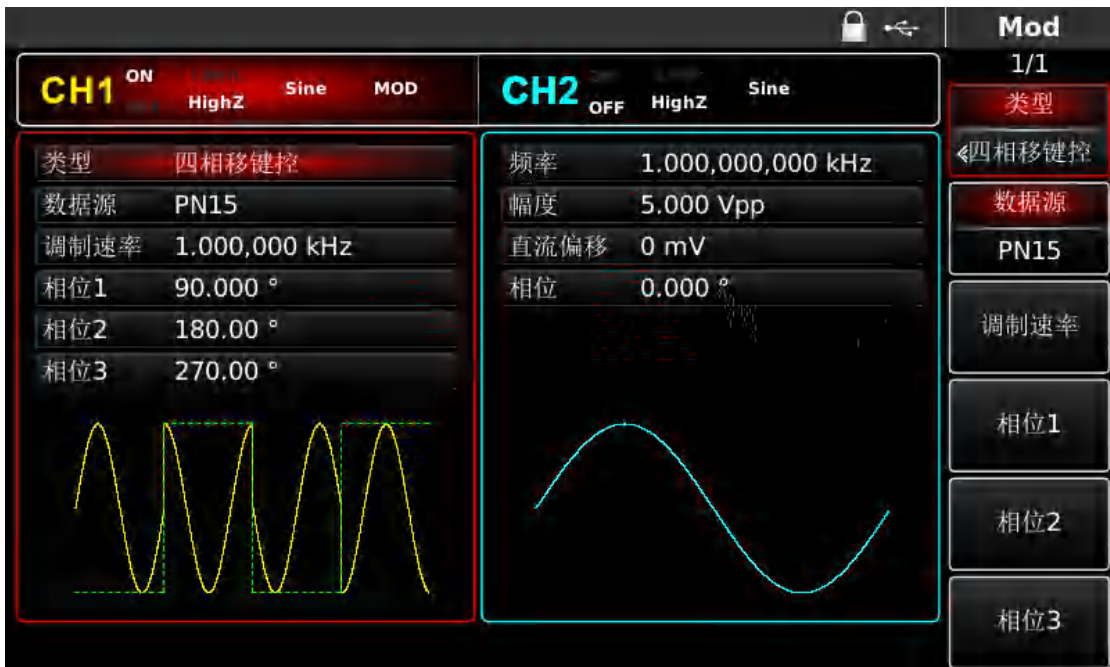 Mod
1/1
CH1 ON HighZ Sine MOD
CH2 OFF HighZ Sine
类型 四相移键控
数据源 PN15
调制速率 1.000,000 kHz
相位1 90.000 °
相位2 180.00 °
相位3 270.00 °
频率 1.000,000,000 kHz
幅度 5.000 Vpp
直流偏移 0 mV
相位 0.000 °
类型
四相移键控
数据源
PN15
调制速率
相位1
相位2
相位3